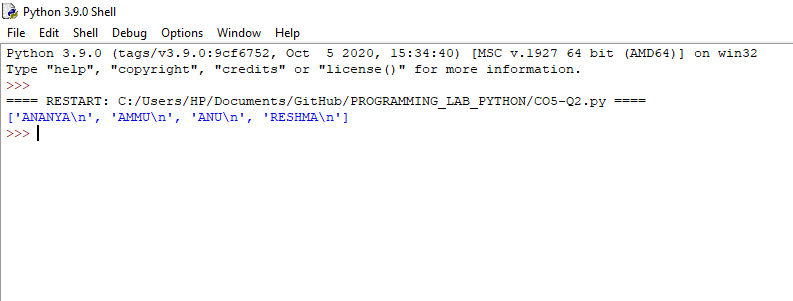 Python 3.9.0 Shell
File Edit Shell Debug Options Window Help
Python 3.9.0 (tags/v3.9.0:9cf6752, Oct  5 2020, 15:34:40) [MSC v.1927 64 bit (AMD64)] on win32
Type "help", "copyright", "credits" or "license()" for more information.
>>>
==== RESTART: C:/Users/HP/Documents/GitHub/PROGRAMMING_LAB_PYTHON/CO5-Q2.py ====
['ANANYA\n', 'AMMU\n', 'ANU\n', 'RESHMA\n']
>>>